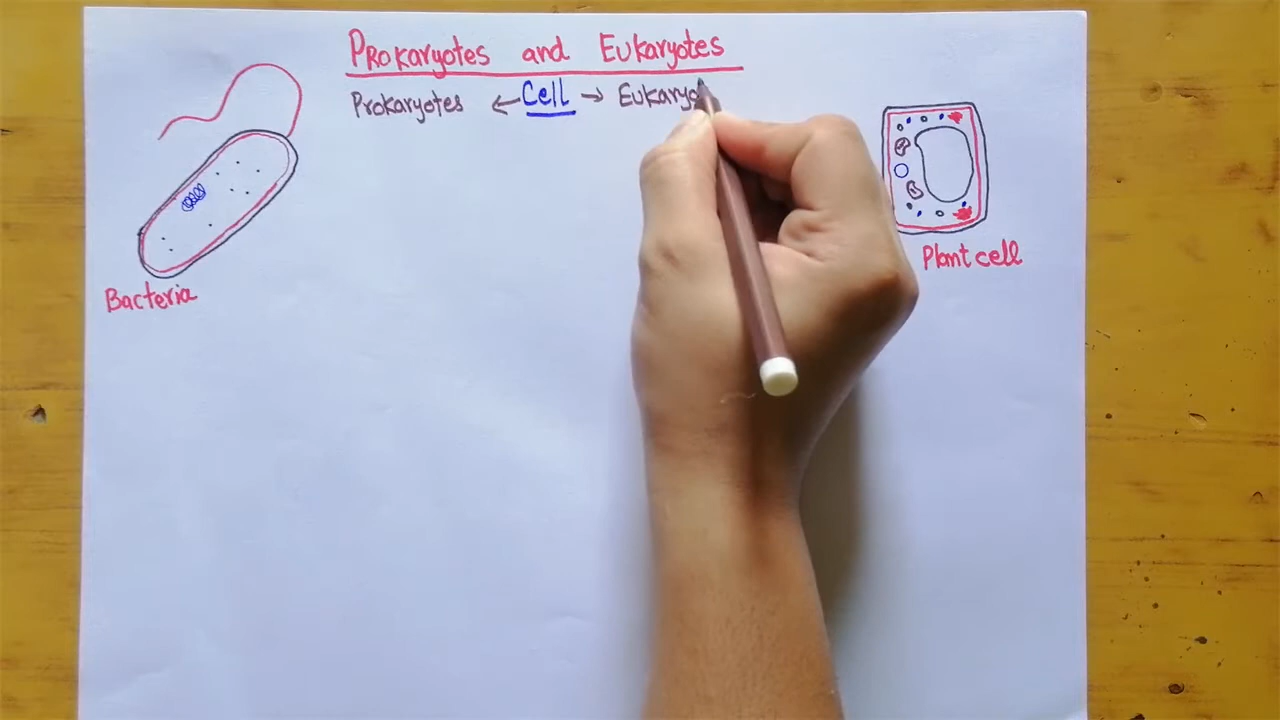 Prokaryotes and Eukaryotes
Prokaryotes ← Cell → Eukaryo
Bacteria
Plant cell